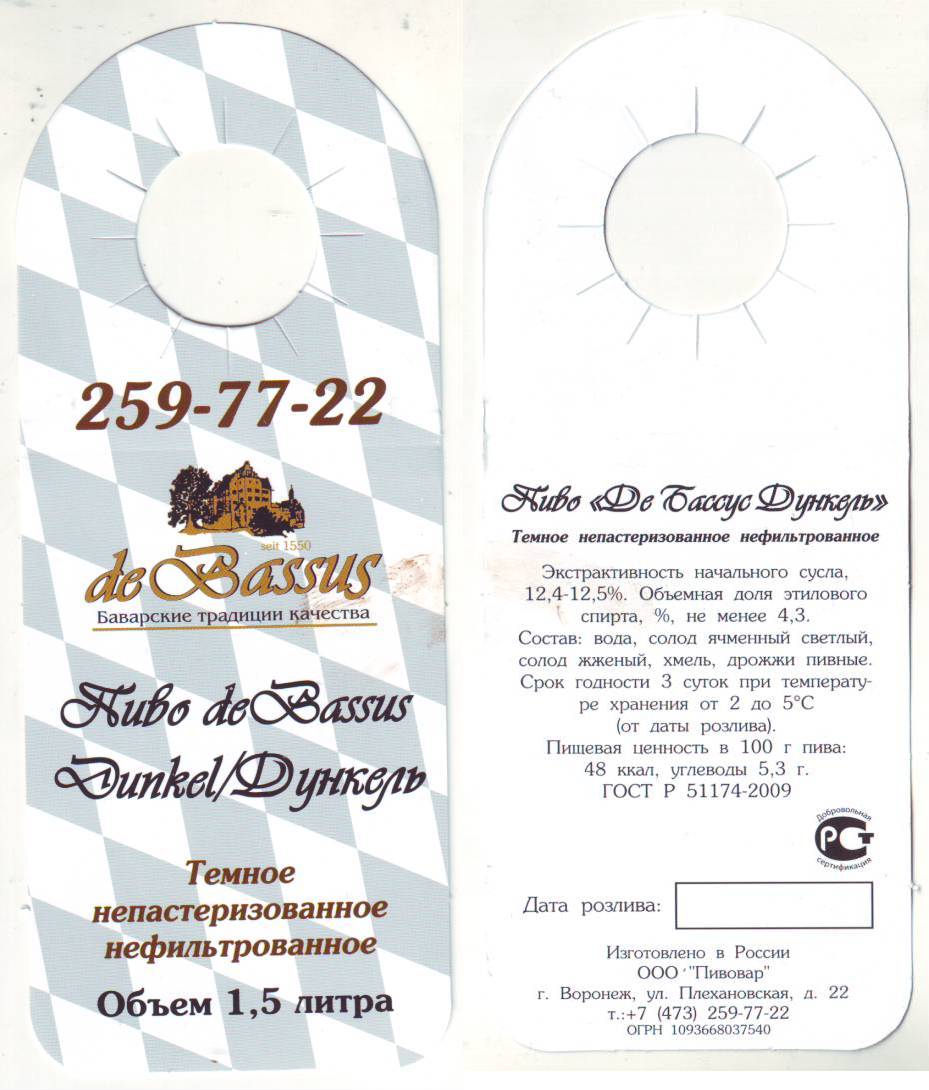 259-77-22
seit 1550
de Bassus
Баварские традиции качества
Пиво de Bassus
Dunkel/Дункель
Темное
непастеризованное
нефильтрованное
Объем 1,5 литра
Пиво «Де Бассус Дункель»
Темное непастеризованное нефильтрованное
Экстрактивность начального сусла,
12,4-12,5%. Объемная доля этилового
спирта, %, не менее 4,3.
Состав: вода, солод ячменный светлый,
солод жженый, хмель, дрожжи пивные.
Срок годности 3 суток при температу-
ре хранения от 2 до 5°С
(от даты розлива).
Пищевая ценность в 100 г пива:
48 ккал, углеводы 5,3 г.
ГОСТ Р 51174-2009
Добровольная
РСТ
сертификация
Дата розлива:
Изготовлено в России
ООО "Пивовар"
г. Воронеж, ул. Плехановская, д. 22
т.:+7 (473) 259-77-22
ОГРН 1093668037540